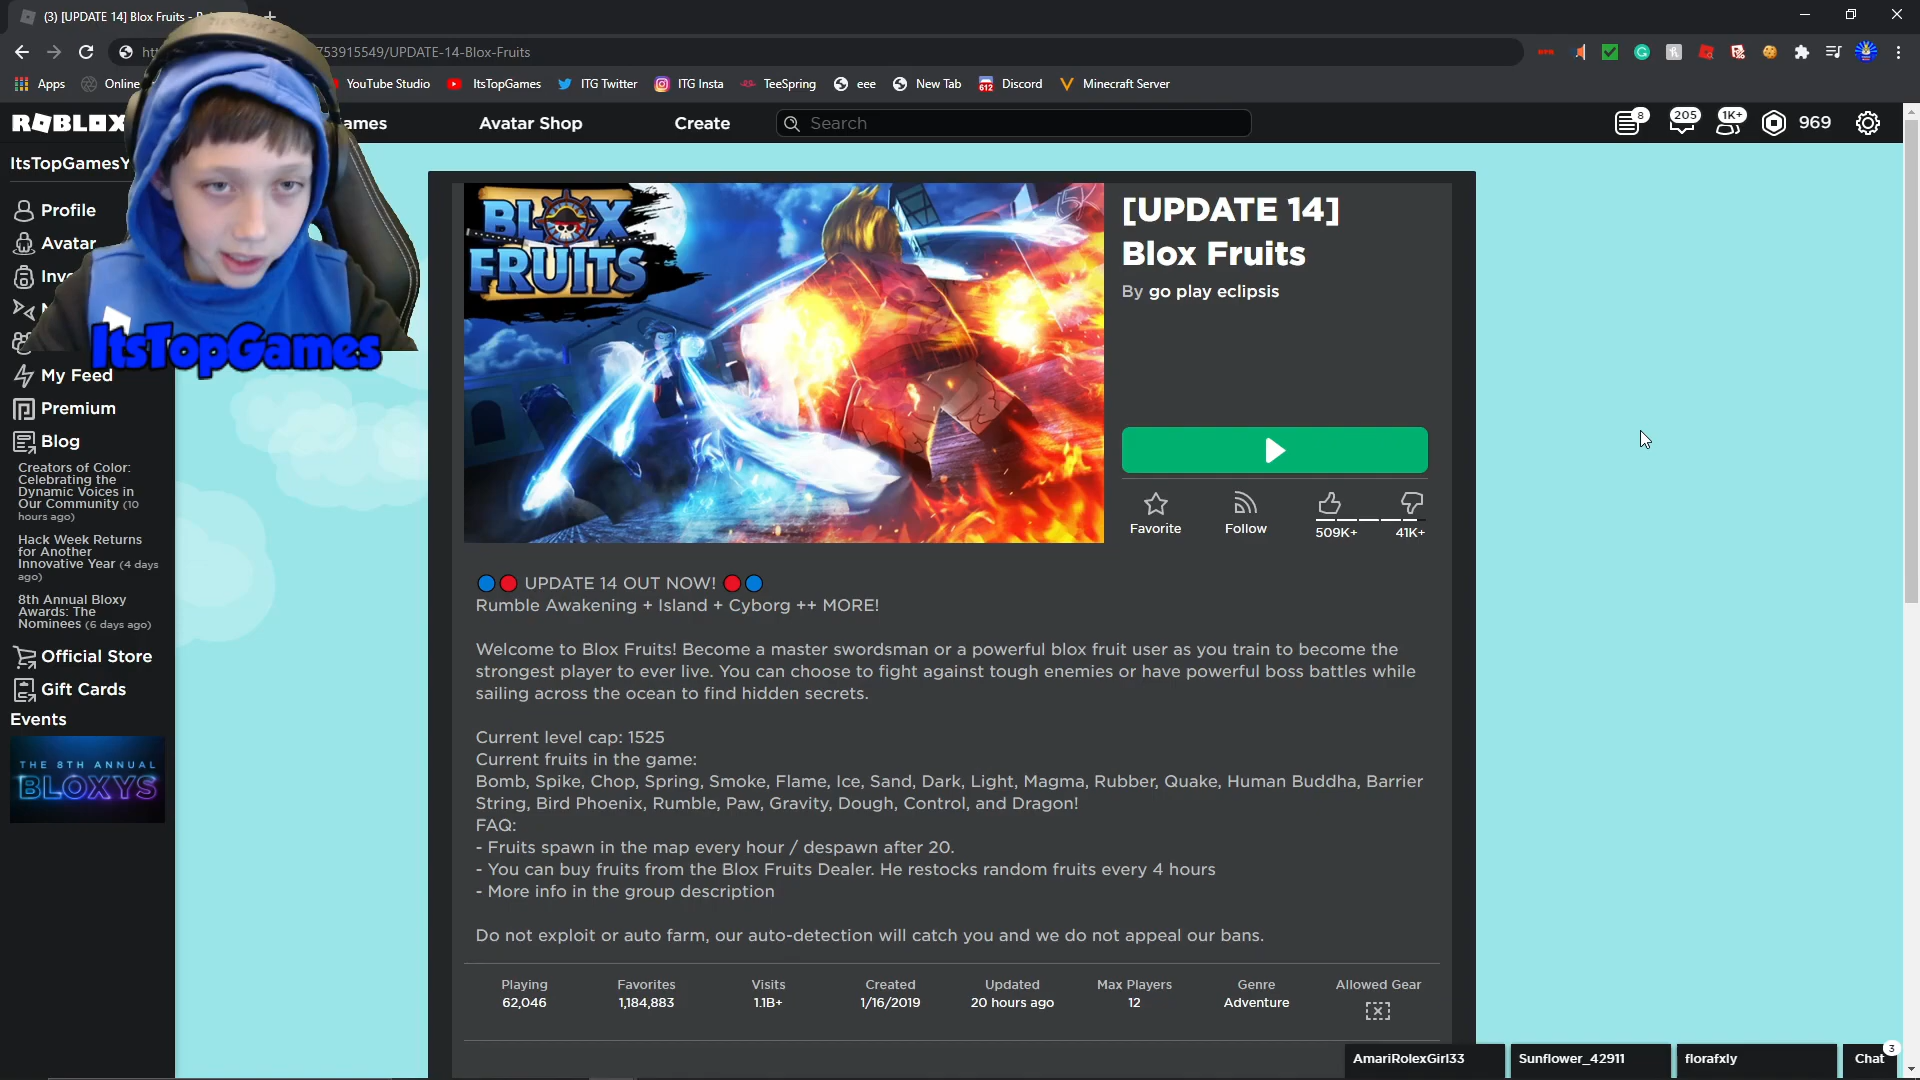 (3) [UPDATE 14] Blox Fruits -
753915549/UPDATE-14-Blox-Fruits
Apps
Online
YouTube Studio
ItsTopGames
ITG Twitter
ITG Insta
TeeSpring
eee
New Tab
612
Discord
Minecraft Server
ROBLOX
ames
Avatar Shop
Create
Search
8
205
1K+
969
ItsTopGamesY
Profile
Avatar
Inve
ItsTopGames
My Feed
Premium
Blog
Creators of Color:
Celebrating the
Dynamic Voices in
Our Community (10
hours ago)
Hack Week Returns
for Another
Innovative Year (4 days
ago)
8th Annual Bloxy
Awards: The
Nominees (6 days ago)
Official Store
Gift Cards
Events
THE 8TH ANNUAL
BLOXYS
BLOX
FRUITS
[UPDATE 14]
Blox Fruits
By go play eclipsis
Favorite
Follow
509K+
41K+
UPDATE 14 OUT NOW!
Rumble Awakening + Island + Cyborg ++ MORE!
Welcome to Blox Fruits! Become a master swordsman or a powerful blox fruit user as you train to become the
strongest player to ever live. You can choose to fight against tough enemies or have powerful boss battles while
sailing across the ocean to find hidden secrets.
Current level cap: 1525
Current fruits in the game:
Bomb, Spike, Chop, Spring, Smoke, Flame, Ice, Sand, Dark, Light, Magma, Rubber, Quake, Human Buddha, Barrier
String, Bird Phoenix, Rumble, Paw, Gravity, Dough, Control, and Dragon!
FAQ:
- Fruits spawn in the map every hour / despawn after 20.
- You can buy fruits from the Blox Fruits Dealer. He restocks random fruits every 4 hours
- More info in the group description
Do not exploit or auto farm, our auto-detection will catch you and we do not appeal our bans.
Playing
62,046
Favorites
1,184,883
Visits
1.1B+
Created
1/16/2019
Updated
20 hours ago
Max Players
12
Genre
Adventure
Allowed Gear
AmariRolexGirl33
Sunflower_42911
florafxly
Chat
3